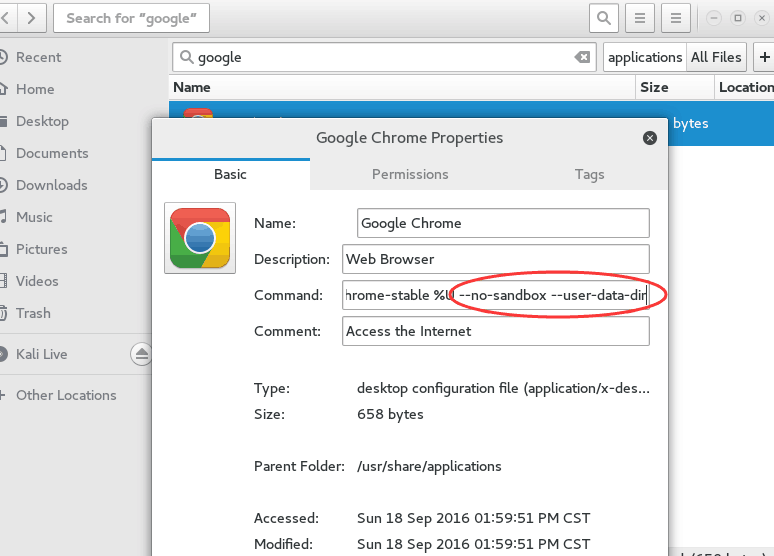 Search for "google"
google
applications
All Files
Name
Size
Location
Recent
Home
Desktop
Documents
Downloads
Music
Pictures
Videos
Trash
Kali Live
Other Locations
bytes
Google Chrome Properties
Basic
Permissions
Tags
Name: Google Chrome
Description: Web Browser
Command: hrome-stable %U --no-sandbox --user-data-dir
Comment: Access the Internet
Type: desktop configuration file (application/x-des...
Size: 658 bytes
Parent Folder: /usr/share/applications
Accessed: Sun 18 Sep 2016 01:59:51 PM CST
Modified: Sun 18 Sep 2016 01:59:51 PM CST